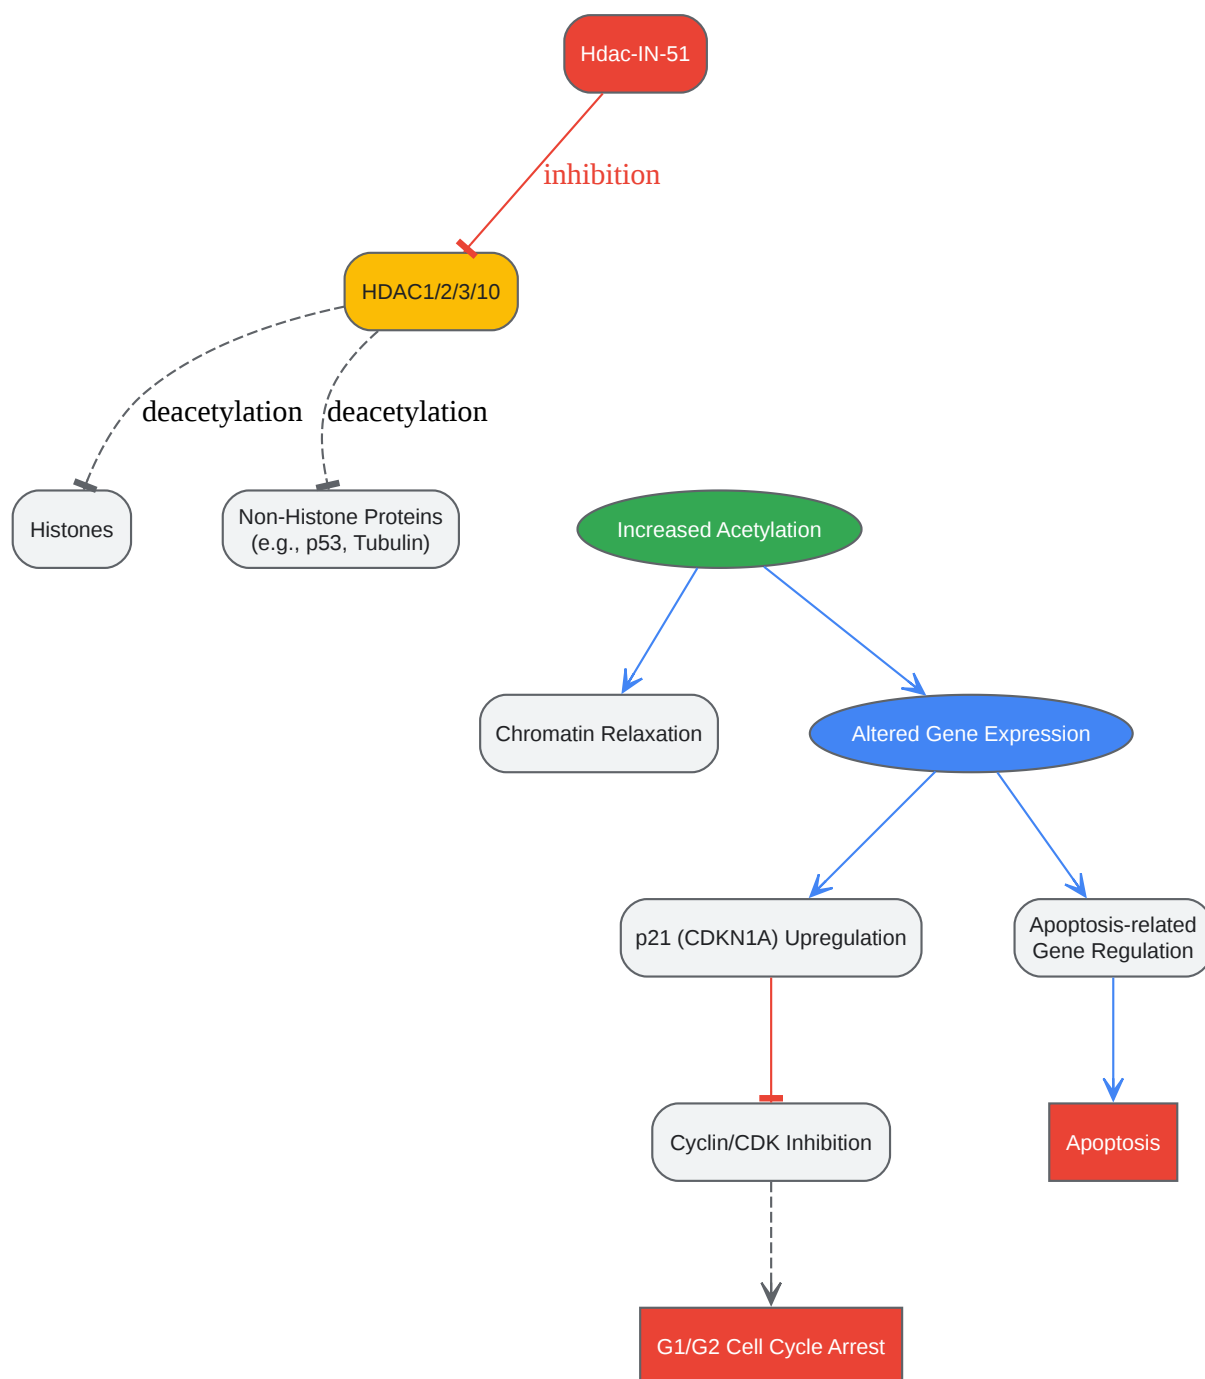 Hdac-IN-51
inhibition
HDAC1/2/3/10
deacetylation
deacetylation
Histones
Non-Histone Proteins
(e.g., p53, Tubulin)
Increased Acetylation
Chromatin Relaxation
Altered Gene Expression
p21 (CDKN1A) Upregulation
Apoptosis-related
Gene Regulation
Cyclin/CDK Inhibition
Apoptosis
G1/G2 Cell Cycle Arrest